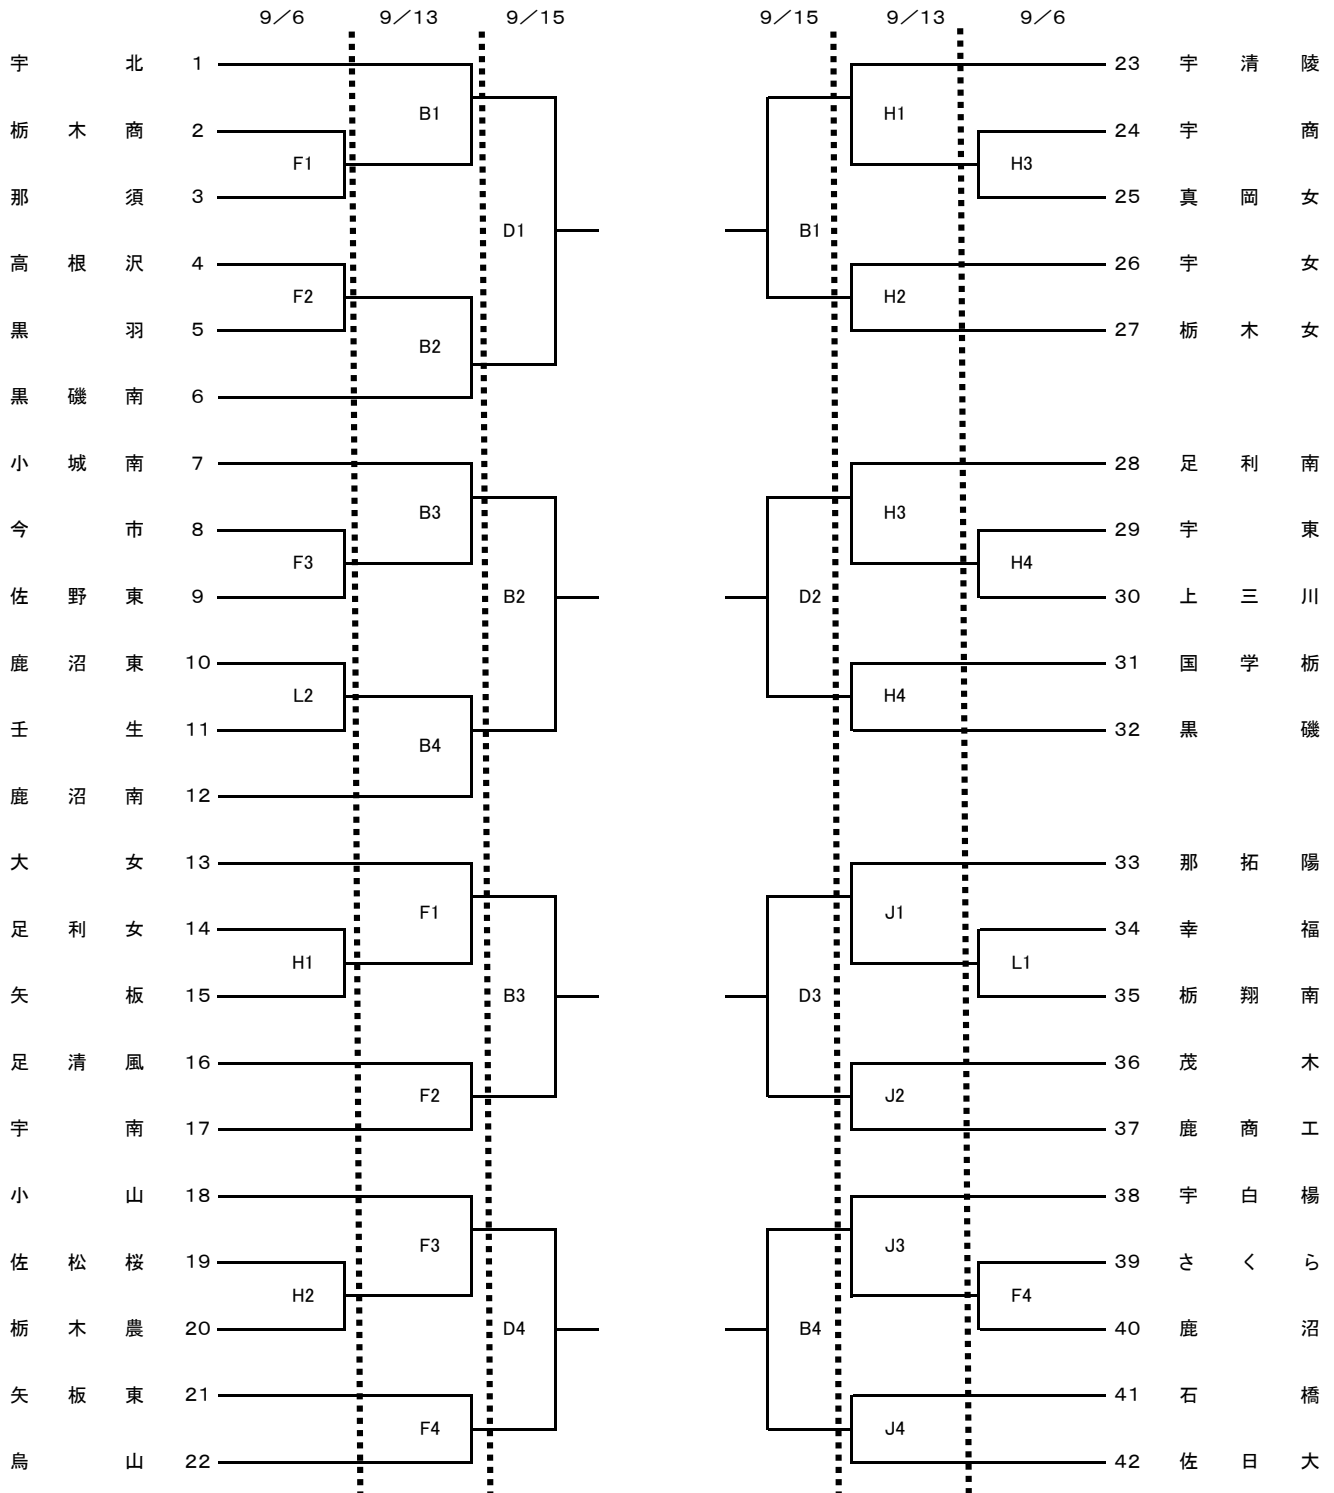 9／6 9／13 9／15 9／15 9／13 9／6
宇北 1 23 宇清陵
B1 H1
栃木商 2 24 宇商
F1 H3
那須 3 25 真岡女
D1 B1
高根沢 4 26 宇女
F2 H2
黒羽 5 27 栃木女
B2
黒磯南 6
小城南 7 28 足利南
B3 H3
今市 8 29 宇東
F3 H4
佐野東 9 B2 D2 30 上三川
鹿沼東 10 31 国学栃
L2 H4
壬生 11 32 黒磯
B4
鹿沼南 12
大女 13 33 那拓陽
F1 J1
足利女 14 34 幸福
H1 L1
矢板 15 B3 D3 35 栃翔南
足清風 16 36 茂木
F2 J2
宇南 17 37 鹿商工
小山 18 38 宇白楊
F3 J3
佐松桜 19 39 さくら
H2 F4
栃木農 20 D4 B4 40 鹿沼
矢板東 21 41 石橋
F4 J4
烏山 22 42 佐日大